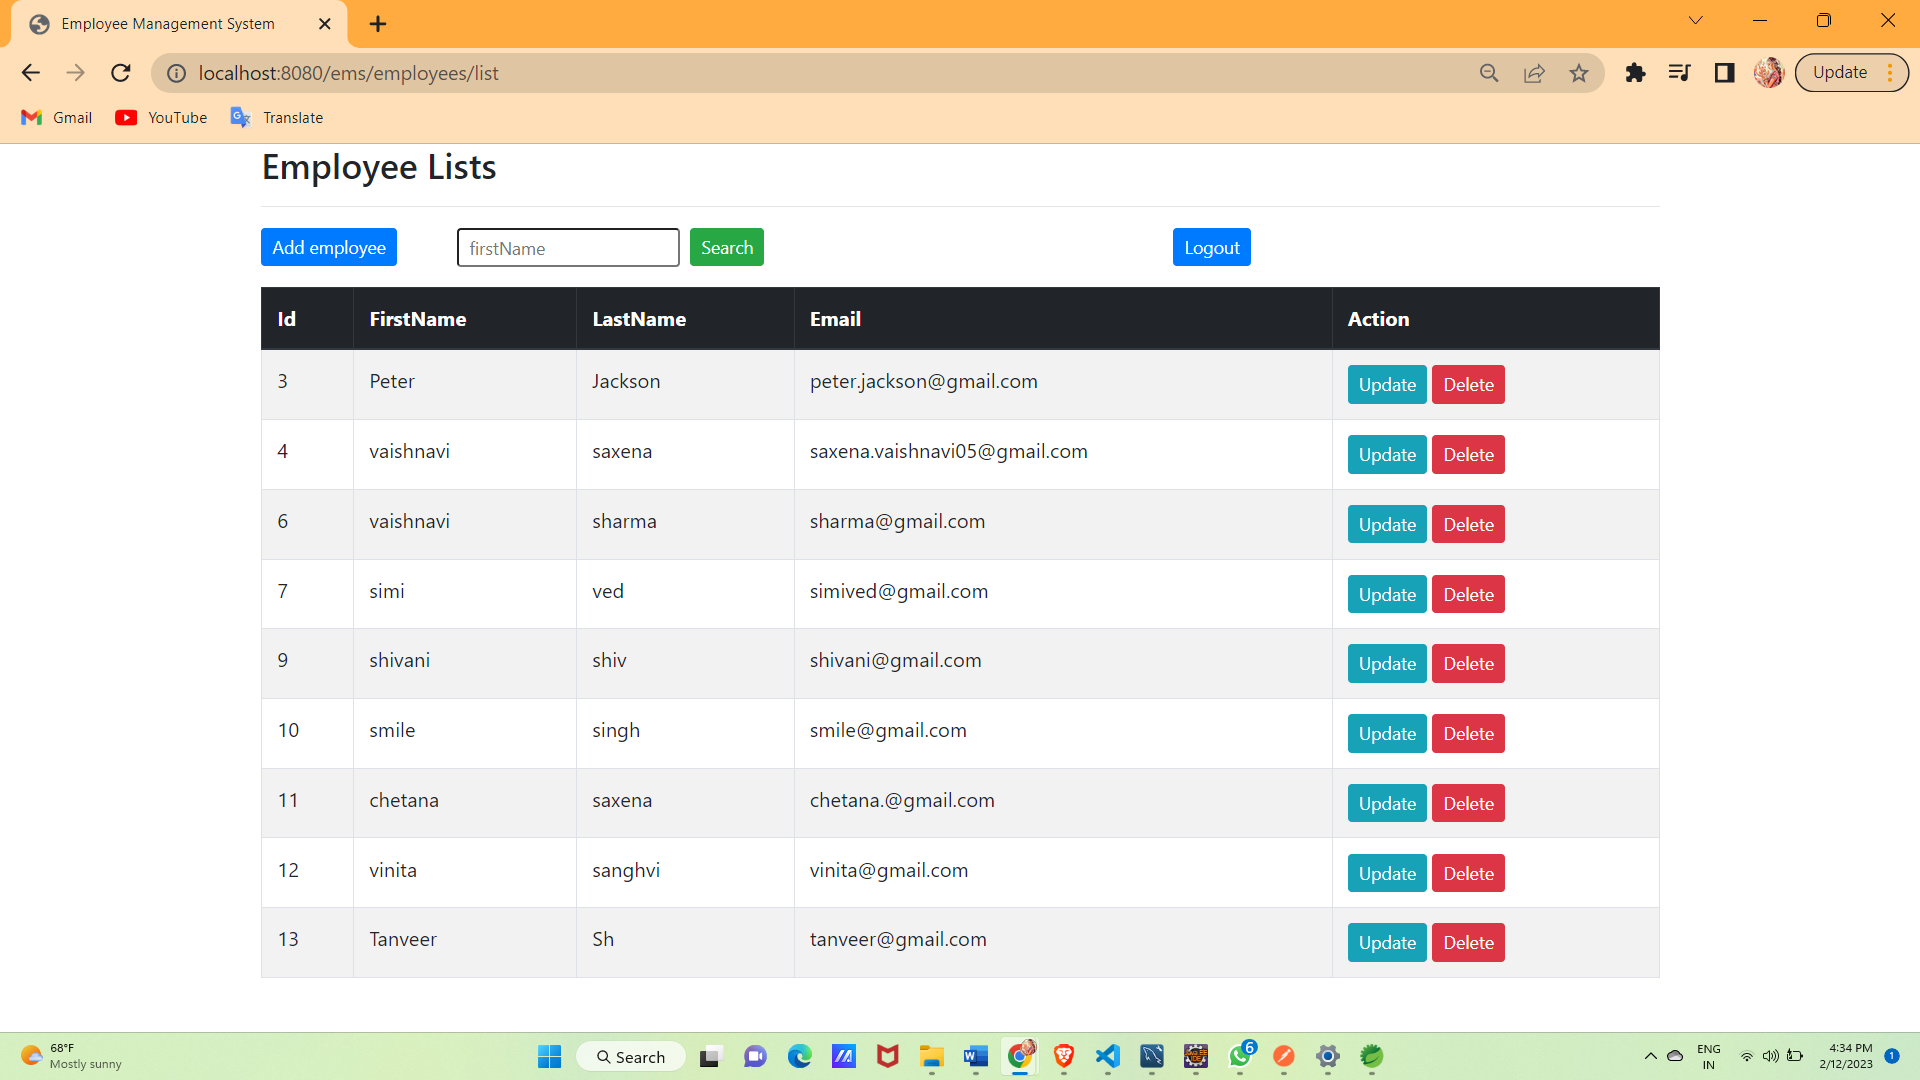 Employee Management System
localhost:8080/ems/employees/list
Update
Gmail YouTube Translate
Employee Lists
Add employee firstName Search Logout
Id FirstName LastName Email Action
3 Peter Jackson peter.jackson@gmail.com Update Delete
4 vaishnavi saxena saxena.vaishnavi05@gmail.com Update Delete
6 vaishnavi sharma sharma@gmail.com Update Delete
7 simi ved simived@gmail.com Update Delete
9 shivani shiv shivani@gmail.com Update Delete
10 smile singh smile@gmail.com Update Delete
11 chetana saxena chetana.@gmail.com Update Delete
12 vinita sanghvi vinita@gmail.com Update Delete
13 Tanveer Sh tanveer@gmail.com Update Delete
68°F
Mostly sunny
Search
6
ENG
IN
4:34 PM
2/12/2023
1